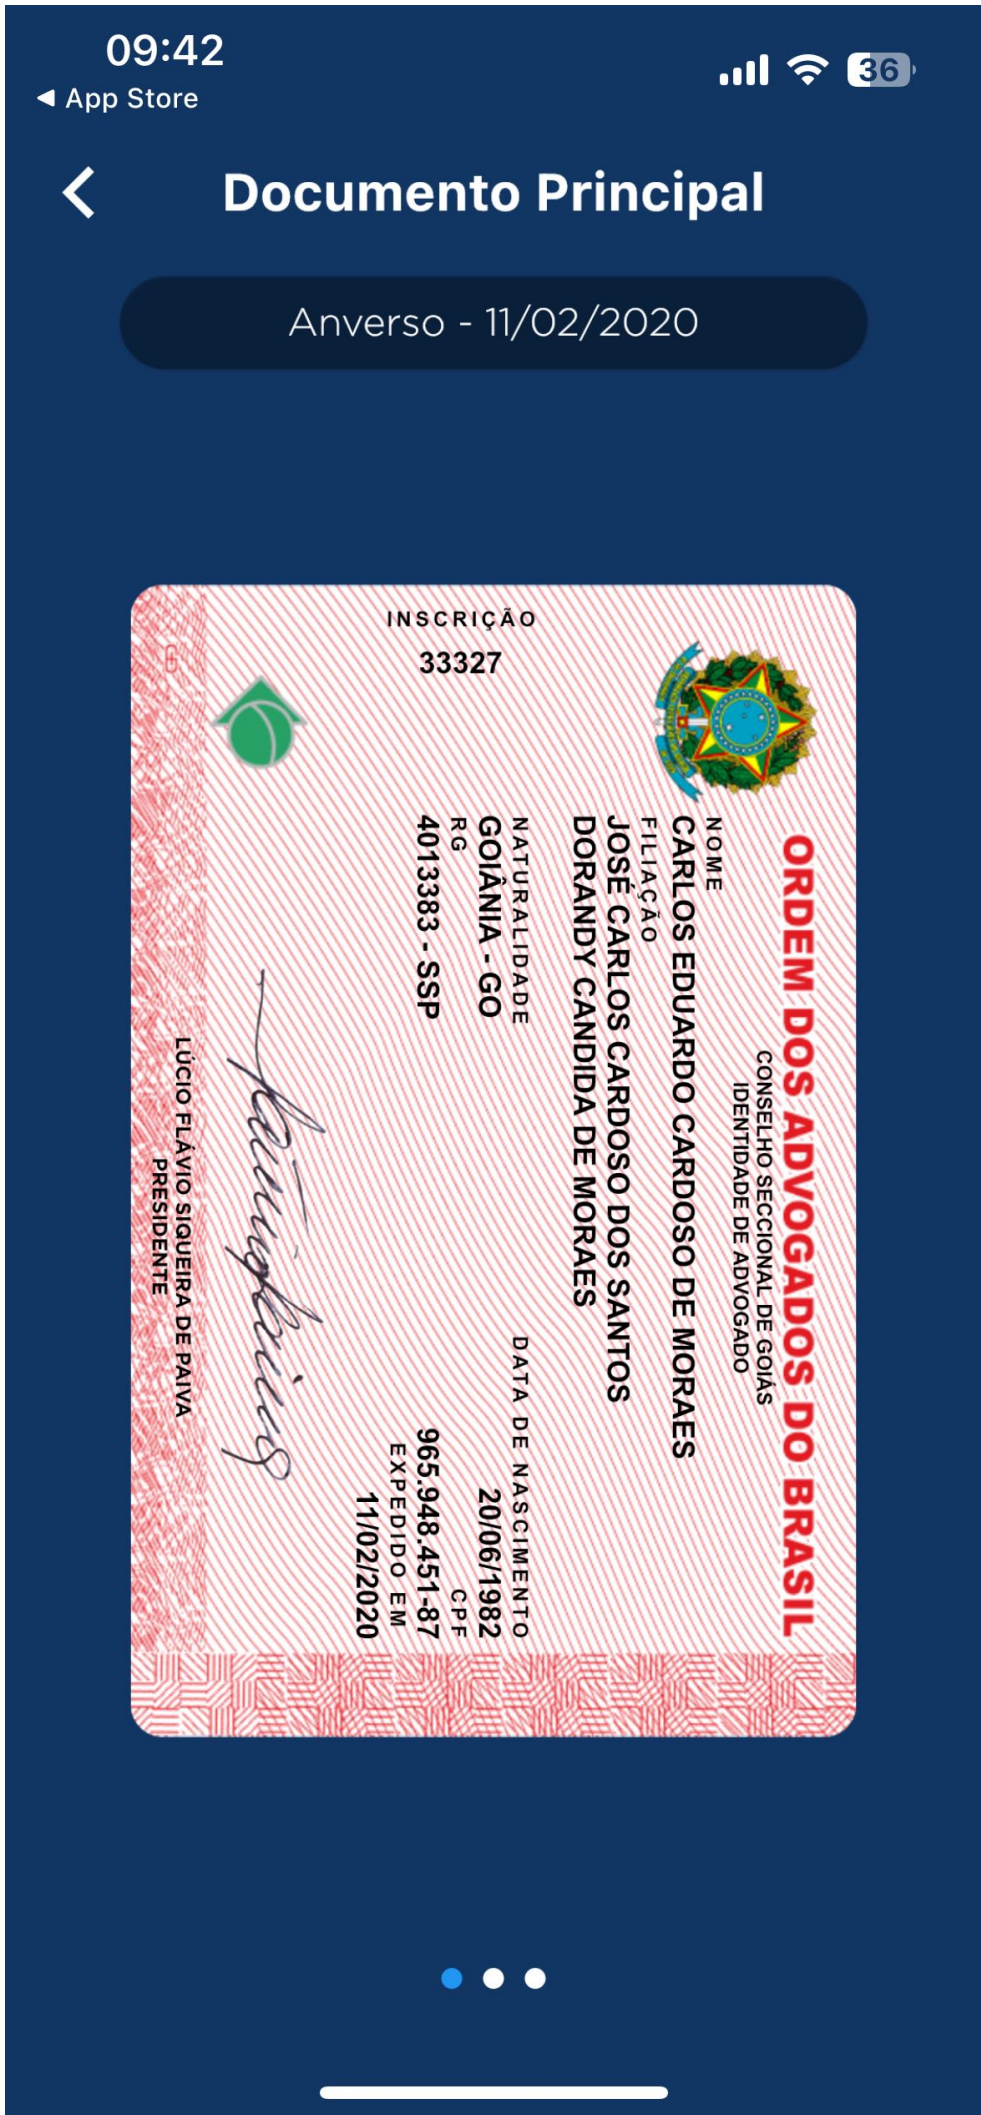 09:42
36
◀ App Store
Documento Principal
Anverso - 11/02/2020
ORDEM DOS ADVOGADOS DO BRASIL
CONSELHO SECCIONAL DE GOIÁS
IDENTIDADE DE ADVOGADO
INSCRIÇÃO
33327
NOME
CARLOS EDUARDO CARDOSO DE MORAES
FILIAÇÃO
JOSÉ CARLOS CARDOSO DOS SANTOS
DORANDY CANDIDA DE MORAES
NATURALIDADE
GOIÂNIA - GO
DATA DE NASCIMENTO
20/06/1982
RG
4013383 - SSP
CPF
965.948.451-87
EXPEDIDO EM
11/02/2020
LÚCIO FLÁVIO SIQUEIRA DE PAIVA
PRESIDENTE